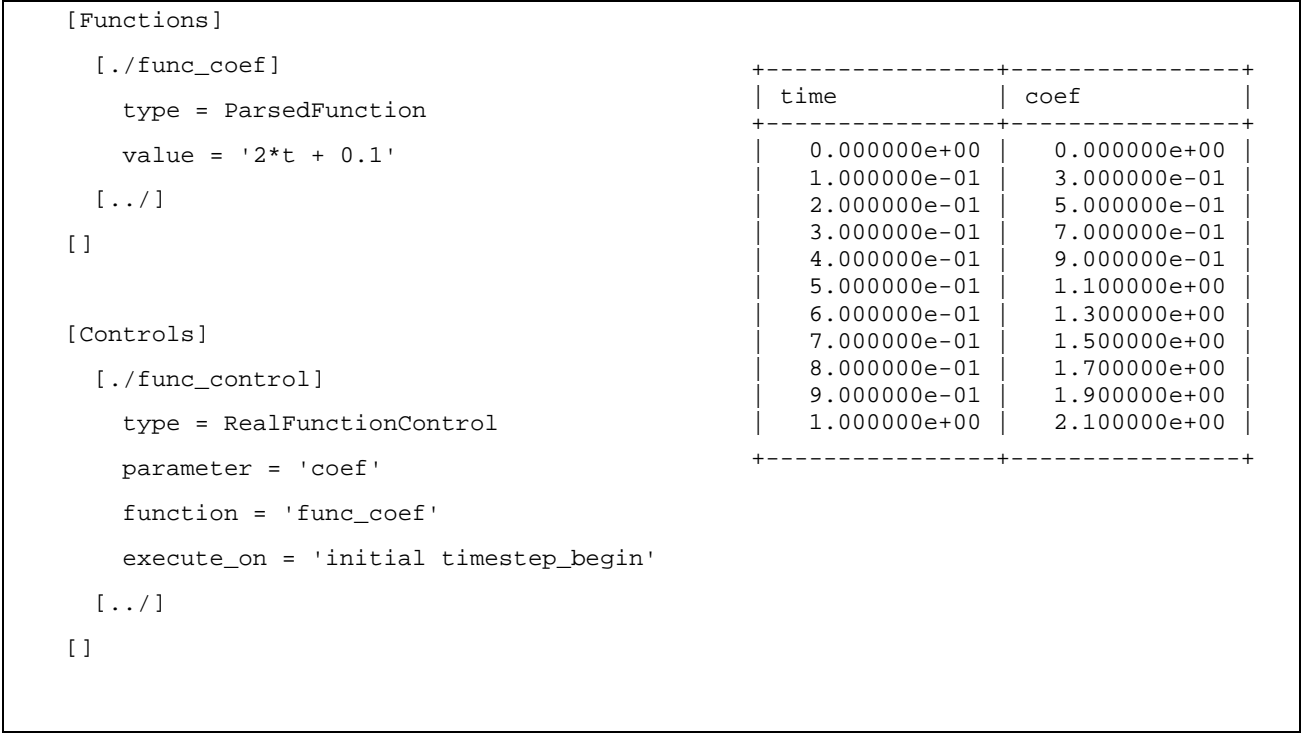 [Functions]
[./func_coef]
type = ParsedFunction
value = '2*t + 0.1'
[../]
[]
[Controls]
[./func_control]
type = RealFunctionControl
parameter = 'coef'
function = 'func_coef'
execute_on = 'initial timestep_begin'
[../]
[]
+----------------+----------------+
| time           | coef           |
+----------------+----------------+
|   0.000000e+00 |   0.000000e+00 |
|   1.000000e-01 |   3.000000e-01 |
|   2.000000e-01 |   5.000000e-01 |
|   3.000000e-01 |   7.000000e-01 |
|   4.000000e-01 |   9.000000e-01 |
|   5.000000e-01 |   1.100000e+00 |
|   6.000000e-01 |   1.300000e+00 |
|   7.000000e-01 |   1.500000e+00 |
|   8.000000e-01 |   1.700000e+00 |
|   9.000000e-01 |   1.900000e+00 |
|   1.000000e+00 |   2.100000e+00 |
+----------------+----------------+